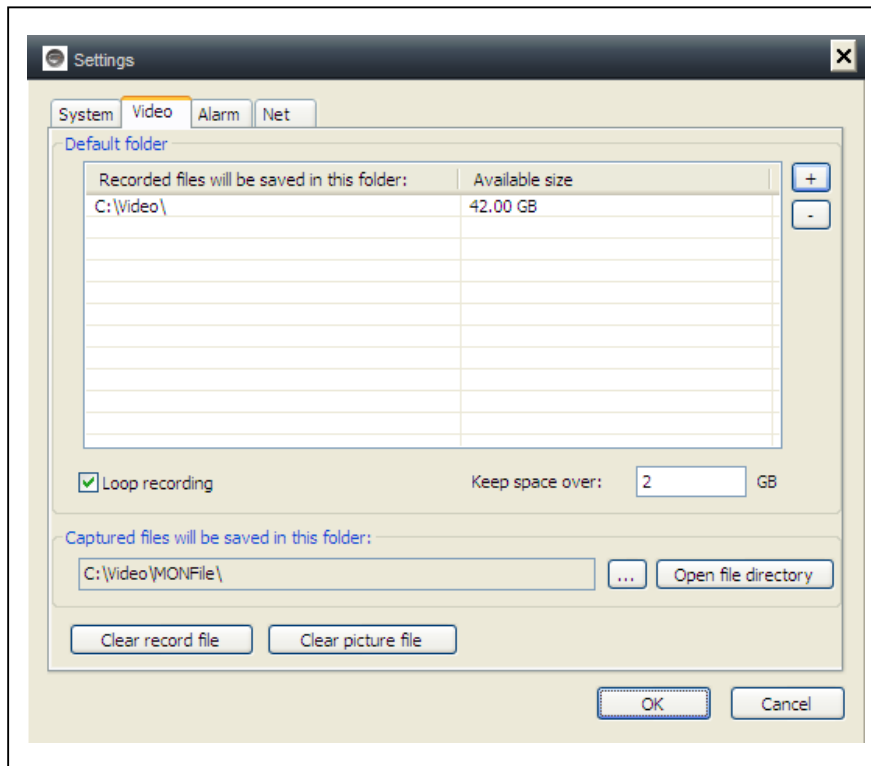 Settings
System Video Alarm Net
Default folder
Recorded files will be saved in this folder: Available size
C:\Video\ 42.00 GB
+
-
Loop recording Keep space over: 2 GB
Captured files will be saved in this folder:
C:\Video\MONFile\ ... Open file directory
Clear record file Clear picture file
OK Cancel